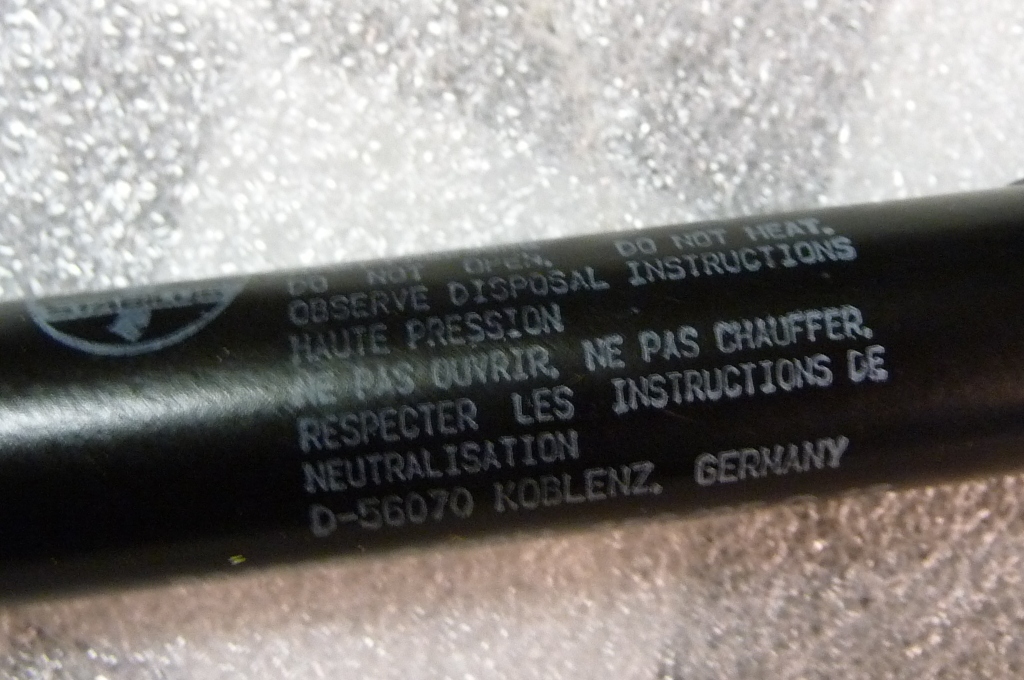 STABILUS
DO NOT OPEN. DO NOT HEAT.
OBSERVE DISPOSAL INSTRUCTIONS
HAUTE PRESSION
NE PAS OUVRIR. NE PAS CHAUFFER.
RESPECTER LES INSTRUCTIONS DE
NEUTRALISATION
D-56070 KOBLENZ. GERMANY